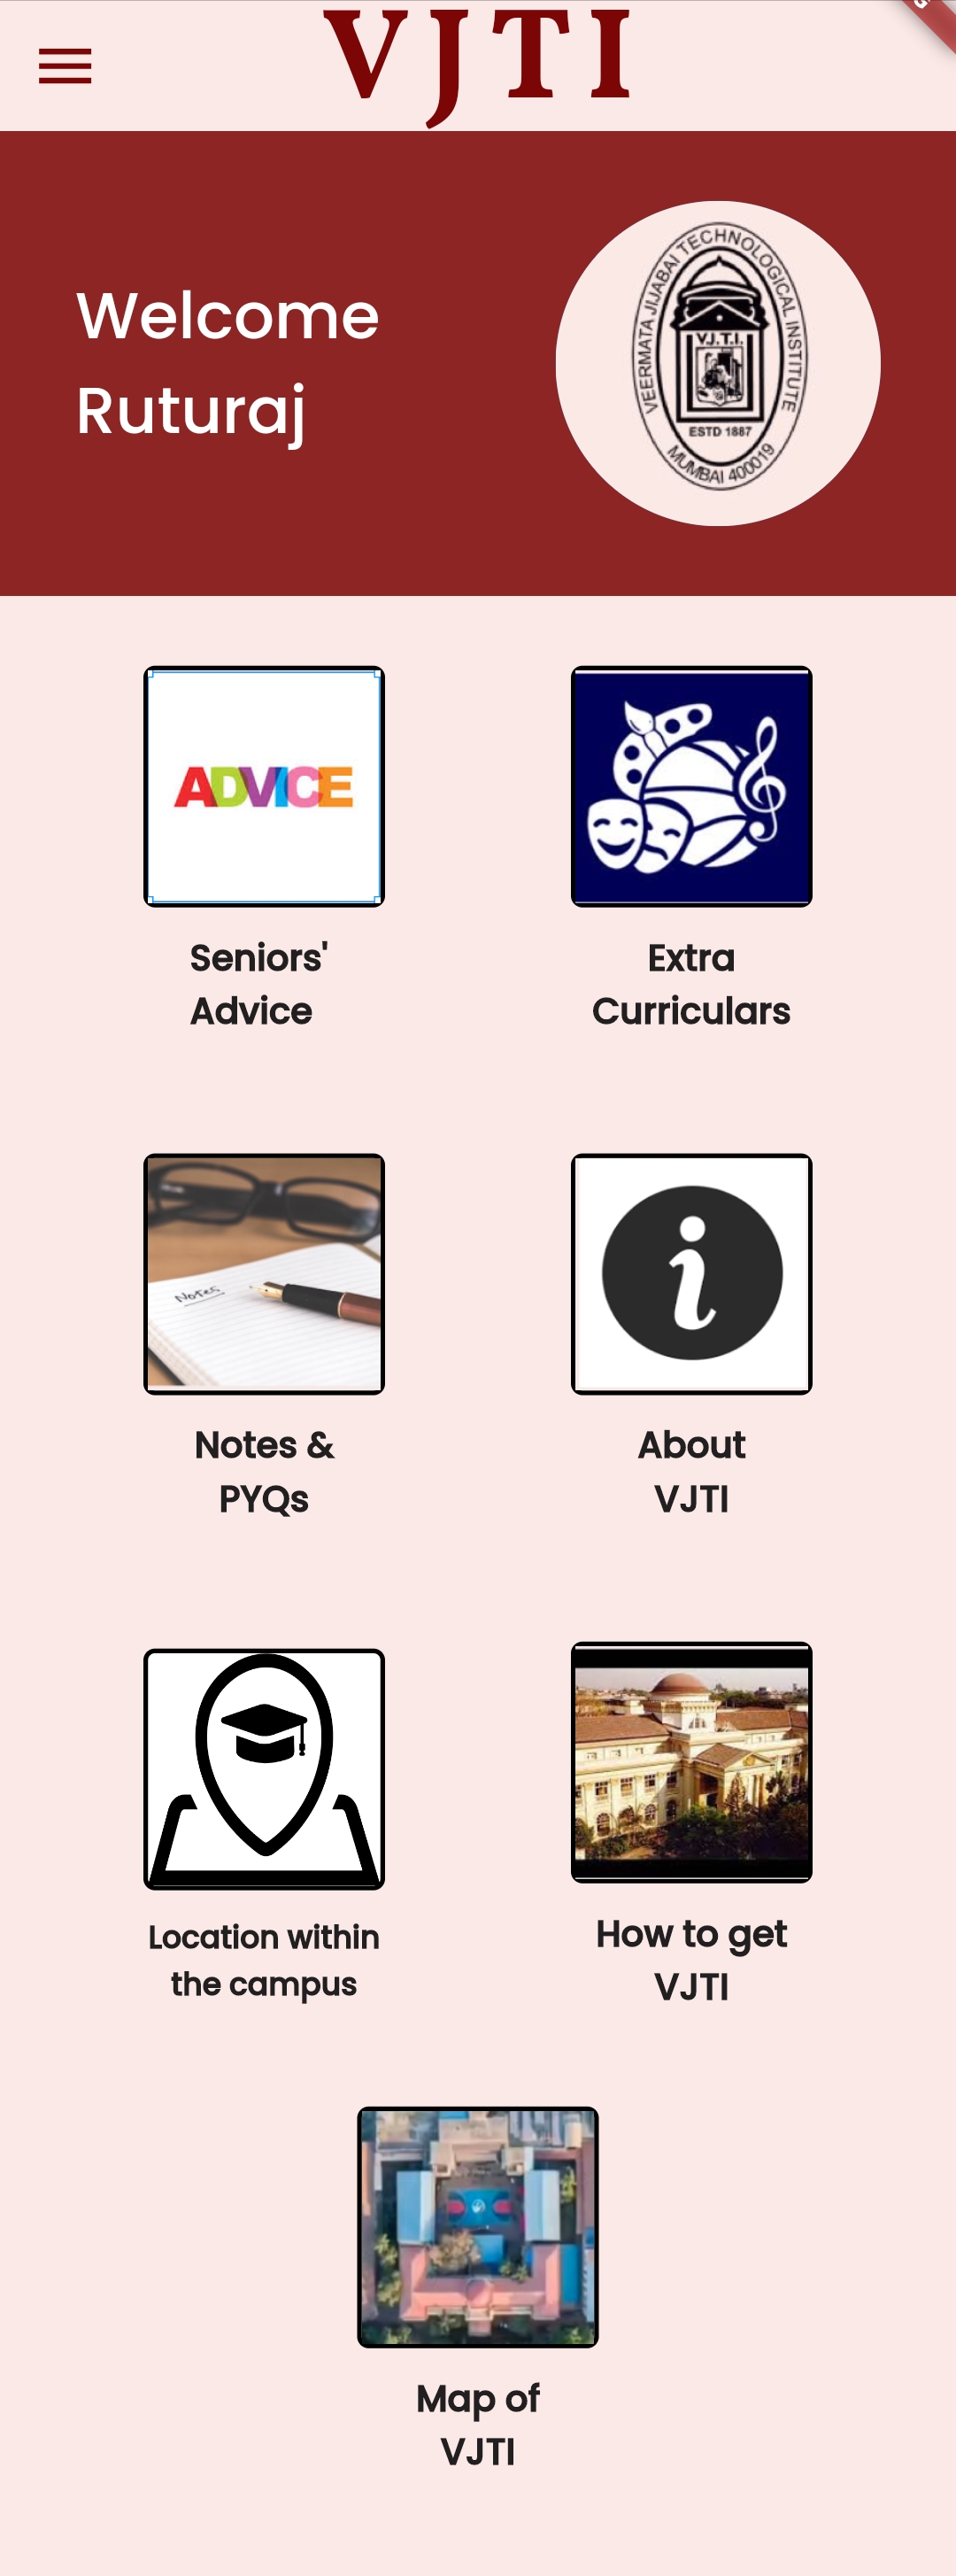 VJTI
G
Welcome
Ruturaj
VEERMATA JIJABAI TECHNOLOGICAL INSTITUTE
V.J.T.I.
ESTD 1887
MUMBAI 400019
ADVICE
Seniors'
Advice
Extra
Curriculars
Notes
Notes &
PYQs
i
About
VJTI
Location within
the campus
How to get
VJTI
Map of
VJTI